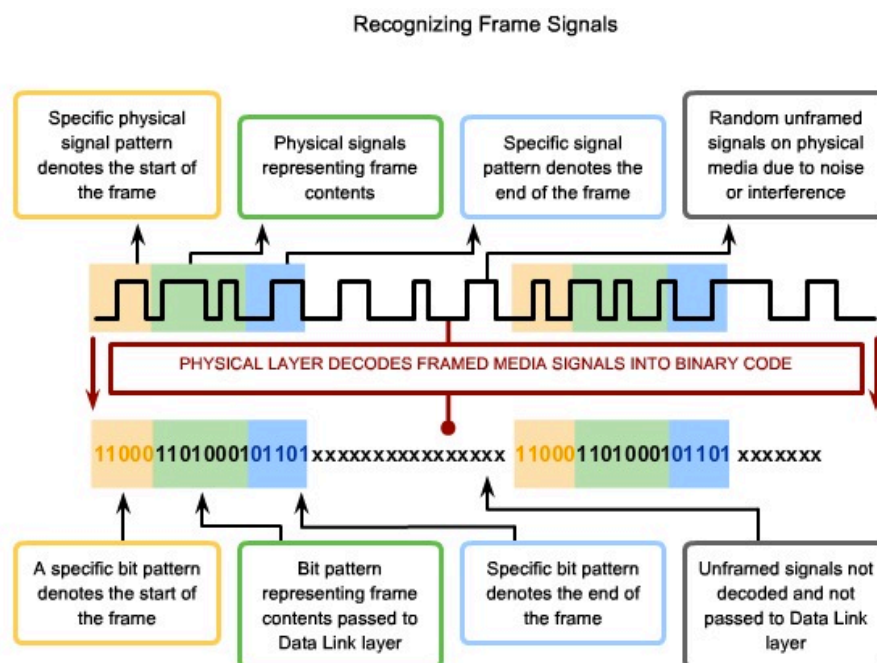 Recognizing Frame Signals
Specific physical
signal pattern
denotes the start of
the frame
Physical signals
representing frame
contents
Specific signal
pattern denotes the
end of the frame
Random unframed
signals on physical
media due to noise
or interference
PHYSICAL LAYER DECODES FRAMED MEDIA SIGNALS INTO BINARY CODE
110001101000101101xxxxxxxxxxxxxxxx 110001101000101101 xxxxxxx
A specific bit pattern
denotes the start of
the frame
Bit pattern
representing frame
contents passed to
Data Link layer
Specific bit pattern
denotes the end of
the frame
Unframed signals not
decoded and not
passed to Data Link
layer